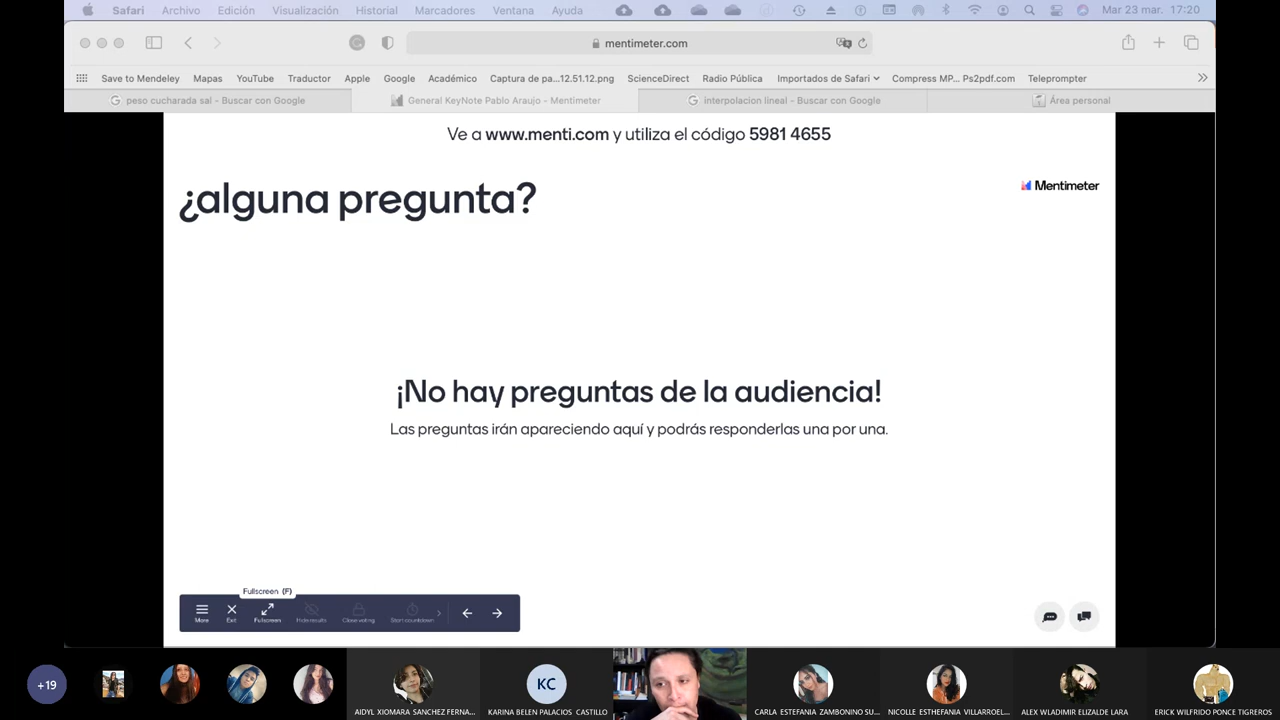 Safari Archivo Edición Visualización Historial Marcadores Ventana Ayuda Mar 23 mar. 17:20
mentimeter.com
Save to Mendeley Mapas YouTube Traductor Apple Google Académico Captura de pa...12.51.12.png ScienceDirect Radio Pública Importados de Safari Compress MP... Ps2pdf.com Teleprompter
peso cucharada sal - Buscar con Google General KeyNote Pablo Araujo - Mentimeter interpolacion lineal - Buscar con Google Área personal
Ve a www.menti.com y utiliza el código 5981 4655
¿alguna pregunta?
Mentimeter
¡No hay preguntas de la audiencia!
Las preguntas irán apareciendo aquí y podrás responderlas una por una.
Fullscreen (F)
More Exit Fullscreen Hide results Close voting Start countdown
+19
KC
AIDYL XIOMARA SANCHEZ FERNA... KARINA BELEN PALACIOS CASTILLO CARLA ESTEFANIA ZAMBONINO SU... NICOLLE ESTHEFANIA VILLARROEL... ALEX WLADIMIR ELIZALDE LARA ERICK WILFRIDO PONCE TIGREROS